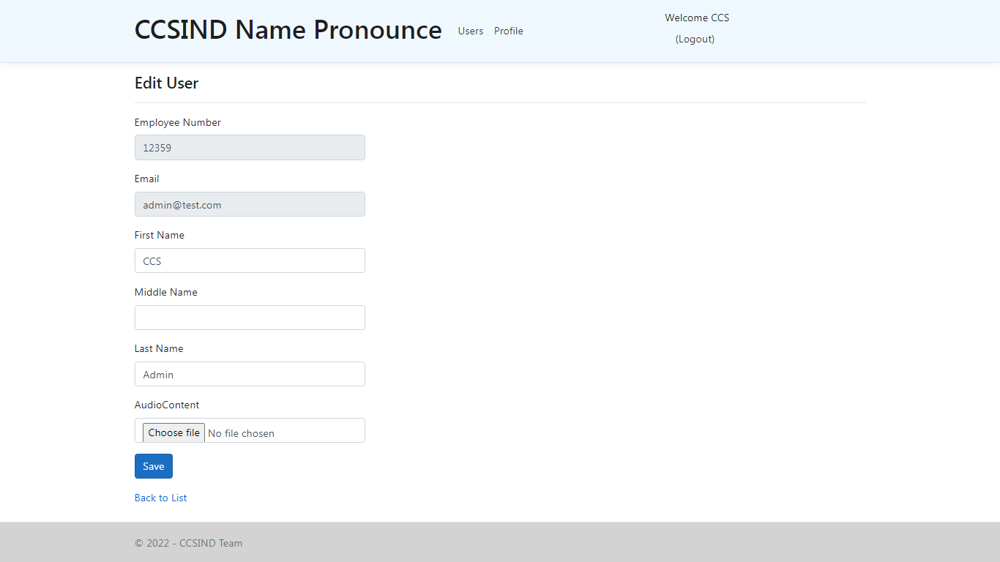 CCSIND Name Pronounce
Users
Profile
Welcome CCS
(Logout)
Edit User
Employee Number
12359
Email
admin@test.com
First Name
CCS
Middle Name
Last Name
Admin
AudioContent
Choose file No file chosen
Save
Back to List
© 2022 - CCSIND Team